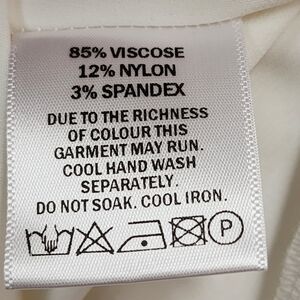 85% VISCOSE
12% NYLON
3% SPANDEX
DUE TO THE RICHNESS
OF COLOUR THIS
GARMENT MAY RUN.
COOL HAND WASH
SEPARATELY.
DO NOT SOAK. COOL IRON.
P